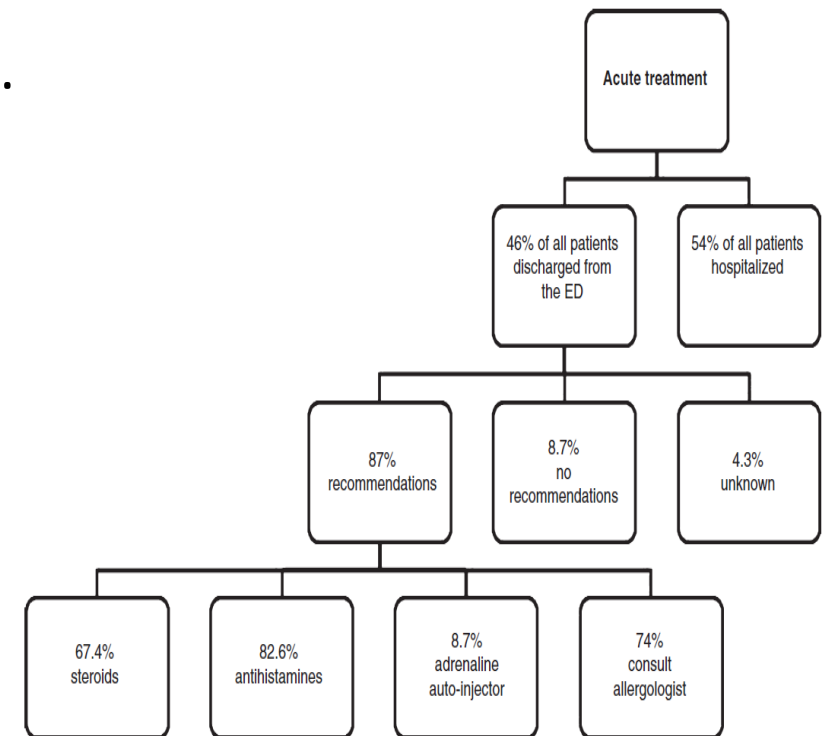 Acute treatment
46% of all patients
discharged from
the ED
54% of all patients
hospitalized
87%
recommendations
8.7%
no
recommendations
4.3%
unknown
67.4%
steroids
82.6%
antihistamines
8.7%
adrenaline
auto-injector
74%
consult
allergologist